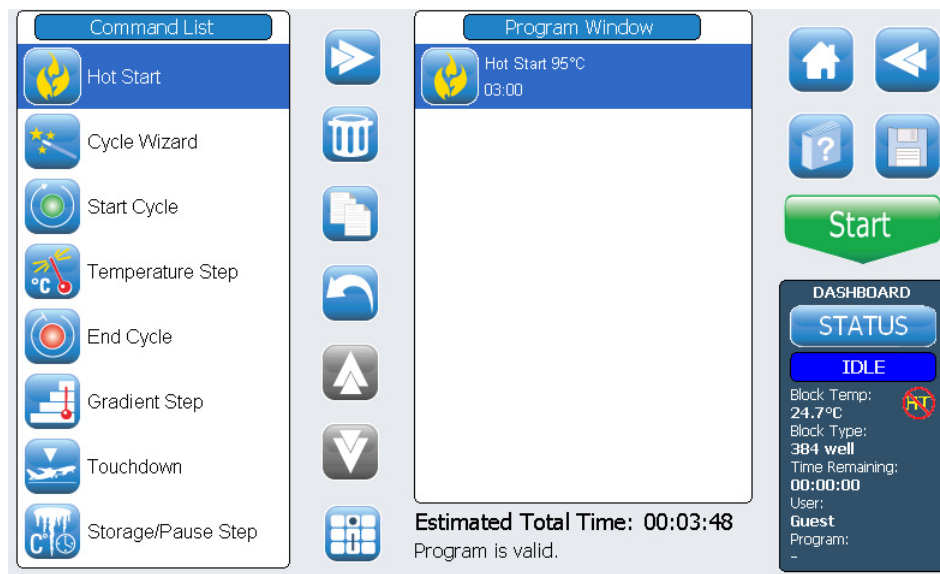 Command List
Hot Start
Cycle Wizard
Start Cycle
°C
Temperature Step
End Cycle
Gradient Step
Touchdown
C°
Storage/Pause Step
Program Window
Hot Start 95°C
03:00
Estimated Total Time: 00:03:48
Program is valid.
?
Start
DASHBOARD
STATUS
IDLE
Block Temp:
24.7°C
HT
Block Type:
384 well
Time Remaining:
00:00:00
User:
Guest
Program:
-